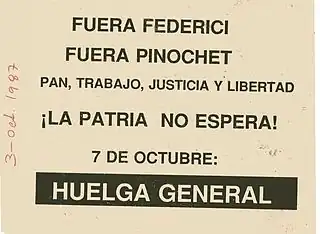 FUERA FEDERICI
FUERA PINOCHET
PAN, TRABAJO, JUSTICIA Y LIBERTAD
¡LA PATRIA NO ESPERA!
7 DE OCTUBRE:
HUELGA GENERAL
3-Oct. 1987